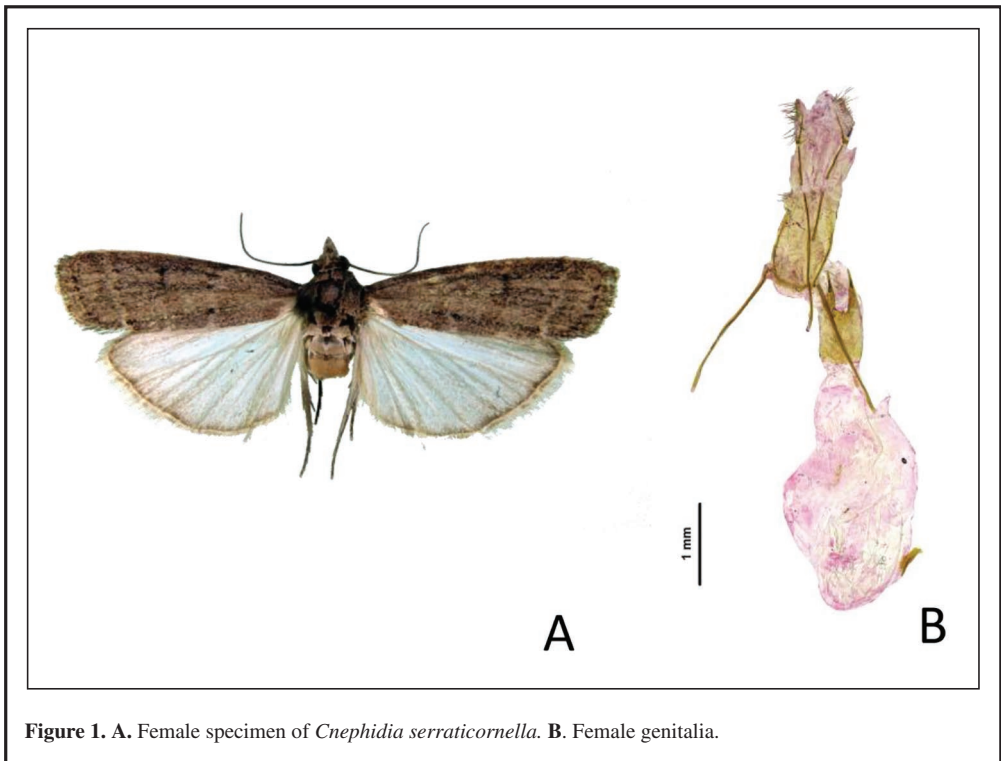 A
1 mm
B
Figure 1. A. Female specimen of Cnephidia serraticornella. B. Female genitalia.